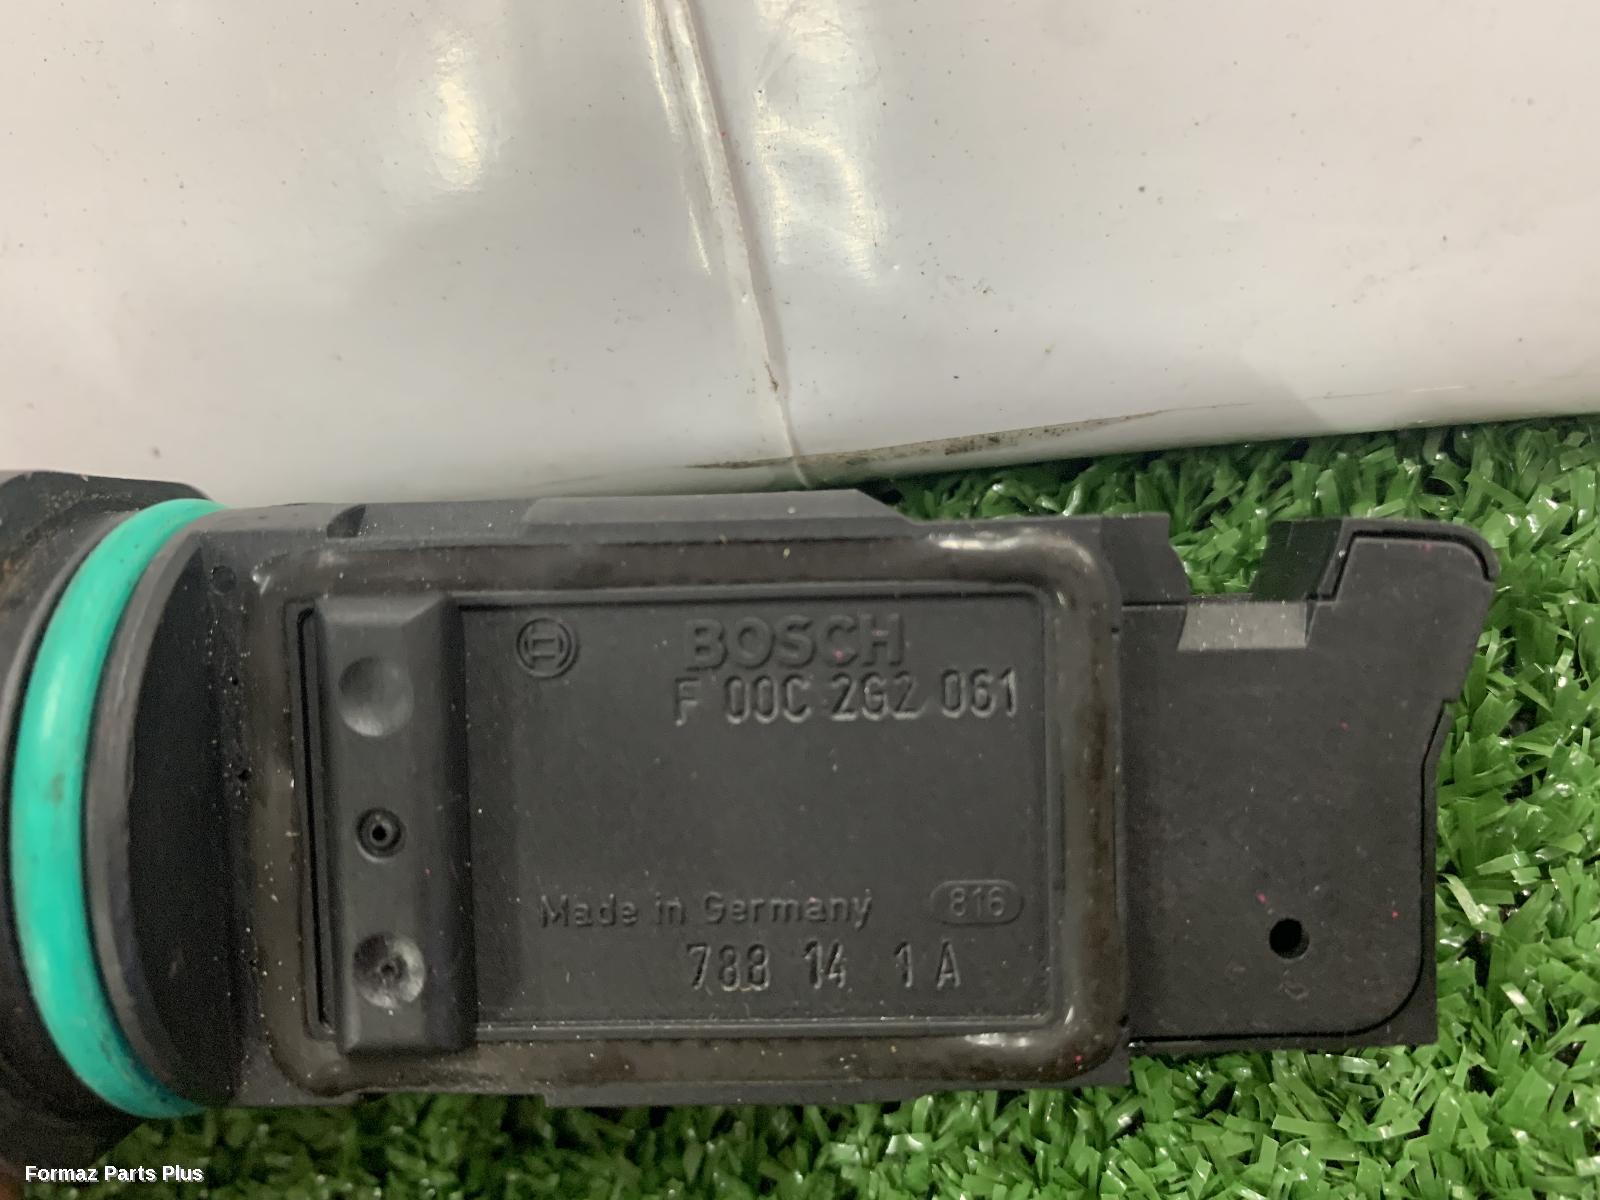 BOSCH
F 00C 2G2 061
Made in Germany 816
788 14 1 A
Formaz Parts Plus